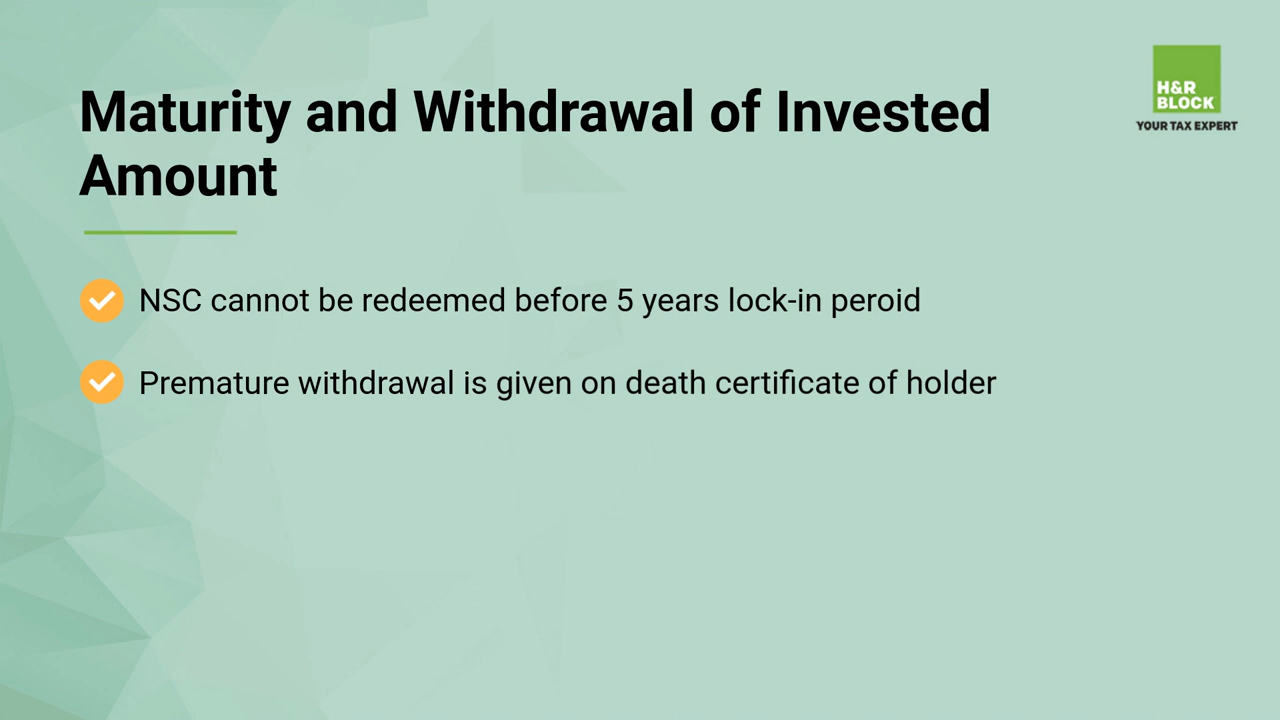 H&R
BLOCK
YOUR TAX EXPERT
Maturity and Withdrawal of Invested
Amount
NSC cannot be redeemed before 5 years lock-in peroid
Premature withdrawal is given on death certificate of holder